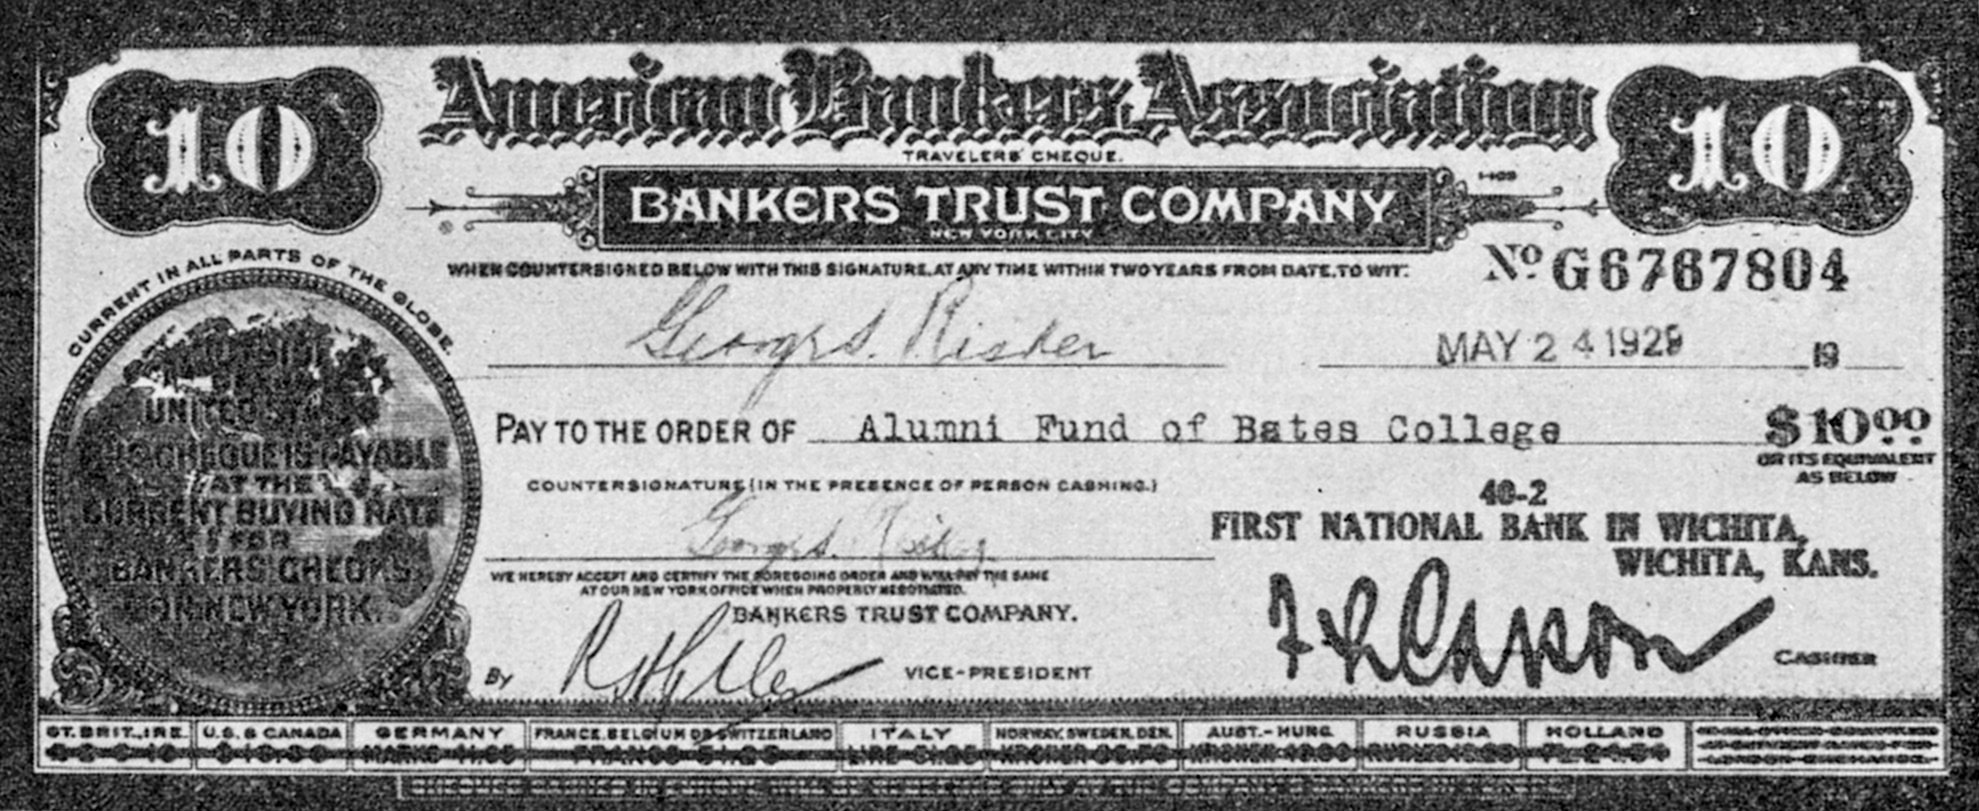 10 American Bankers Association 10
TRAVELERS CHEQUE.
BANKERS TRUST COMPANY
NEW YORK CITY
CURRENT IN ALL PARTS OF THE GLOBE.
WHEN COUNTERSIGNED BELOW WITH THIS SIGNATURE, AT ANY TIME WITHIN TWO YEARS FROM DATE, TO WIT:
No G6767804
George S. Risker
MAY 24 1929 19
PAY TO THE ORDER OF Alumni Fund of Bates College $10.00
OR ITS EQUIVALENT
AS BELOW
UNITED STATES
CHEQUE IS PAYABLE
AT THE
CURRENT BUYING RATE
FOR
BANKERS CHECKS
ON NEW YORK.
COUNTERSIGNATURE (IN THE PRESENCE OF PERSON CASHING.)
George S. Risker
40-2
FIRST NATIONAL BANK IN WICHITA,
WICHITA, KANS.
WE HEREBY ACCEPT AND CERTIFY THE FOREGOING ORDER AND WILL PAY THE SAME
AT OUR NEW YORK OFFICE WHEN PROPERLY NEGOTIATED.
BANKERS TRUST COMPANY.
By VICE-PRESIDENT
CASHIER
GT. BRIT., IRE. U.S. & CANADA GERMANY FRANCE, BELGIUM OR SWITZERLAND ITALY NORWAY, SWEDEN, DEN. AUST.-HUNG. RUSSIA HOLLAND